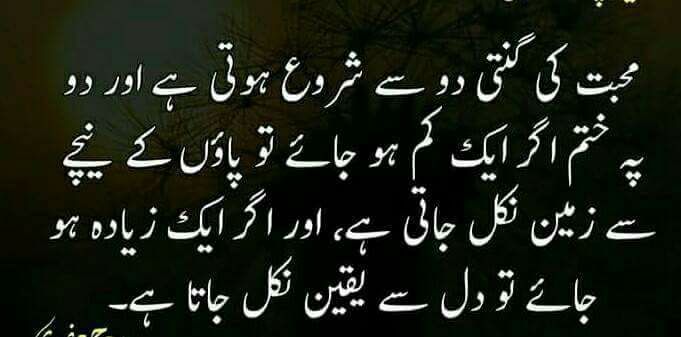 محبت کی گنتی دو سے شروع ہوتی ہے اور دو
پہ ختم اگر ایک کم ہو جائے تو پاؤں کے نیچے
سے زمین نکل جاتی ہے، اور اگر ایک زیادہ ہو
جائے تو دل سے یقین نکل جاتا ہے۔